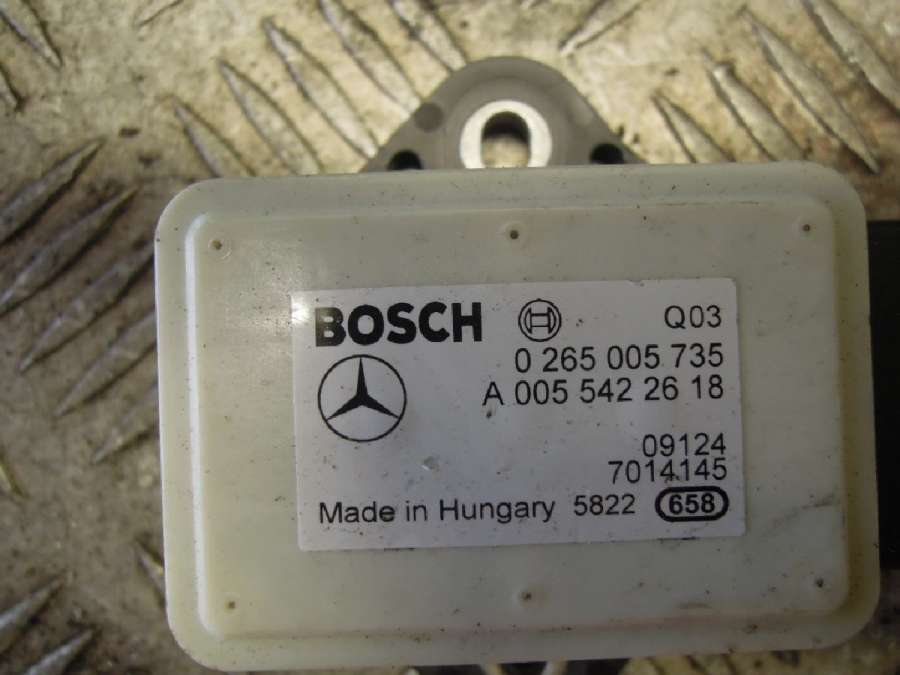 BOSCH Q03
0 265 005 735
A 005 542 26 18
09124
7014145
Made in Hungary 5822 658